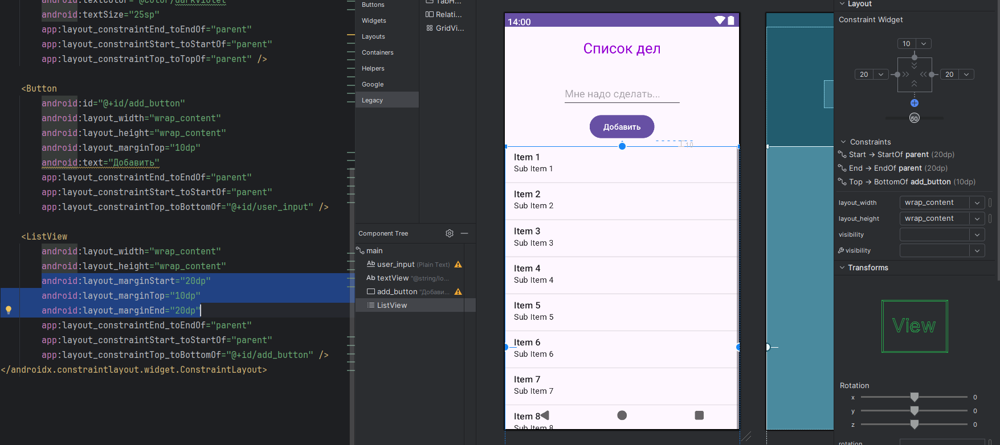 android:textColor="@color/darkviolet"
android:textSize="25sp"
app:layout_constraintEnd_toEndOf="parent"
app:layout_constraintStart_toStartOf="parent"
app:layout_constraintTop_toTopOf="parent" />
<Button
android:id="@+id/add_button"
android:layout_width="wrap_content"
android:layout_height="wrap_content"
android:layout_marginTop="10dp"
android:text="Добавить"
app:layout_constraintEnd_toEndOf="parent"
app:layout_constraintStart_toStartOf="parent"
app:layout_constraintTop_toBottomOf="@+id/user_input" />
<ListView
android:layout_width="wrap_content"
android:layout_height="wrap_content"
android:layout_marginStart="20dp"
android:layout_marginTop="10dp"
android:layout_marginEnd="20dp"
app:layout_constraintEnd_toEndOf="parent"
app:layout_constraintStart_toStartOf="parent"
app:layout_constraintTop_toBottomOf="@+id/add_button" />
</androidx.constraintlayout.widget.ConstraintLayout>
Buttons
Widgets
Layouts
Containers
Helpers
Google
Legacy
TabH...
Relati...
GridVi...
Component Tree
main
Ab user_input (Plain Text)
Ab textView "@string/lo...
add_button "Добави...
ListView
14:00
Список дел
Мне надо сделать...
Добавить
10
Item 1
Sub Item 1
Item 2
Sub Item 2
Item 3
Sub Item 3
Item 4
Sub Item 4
Item 5
Sub Item 5
Item 6
Sub Item 6
Item 7
Sub Item 7
Item 8
Sub Item 8
Layout
Constraint Widget
10
20
20
50
Constraints
Start → StartOf parent (20dp)
End → EndOf parent (20dp)
Top → BottomOf add_button (10dp)
layout_width wrap_content
layout_height wrap_content
visibility
visibility
Transforms
View
Rotation
x 0
y 0
z 0
rotation